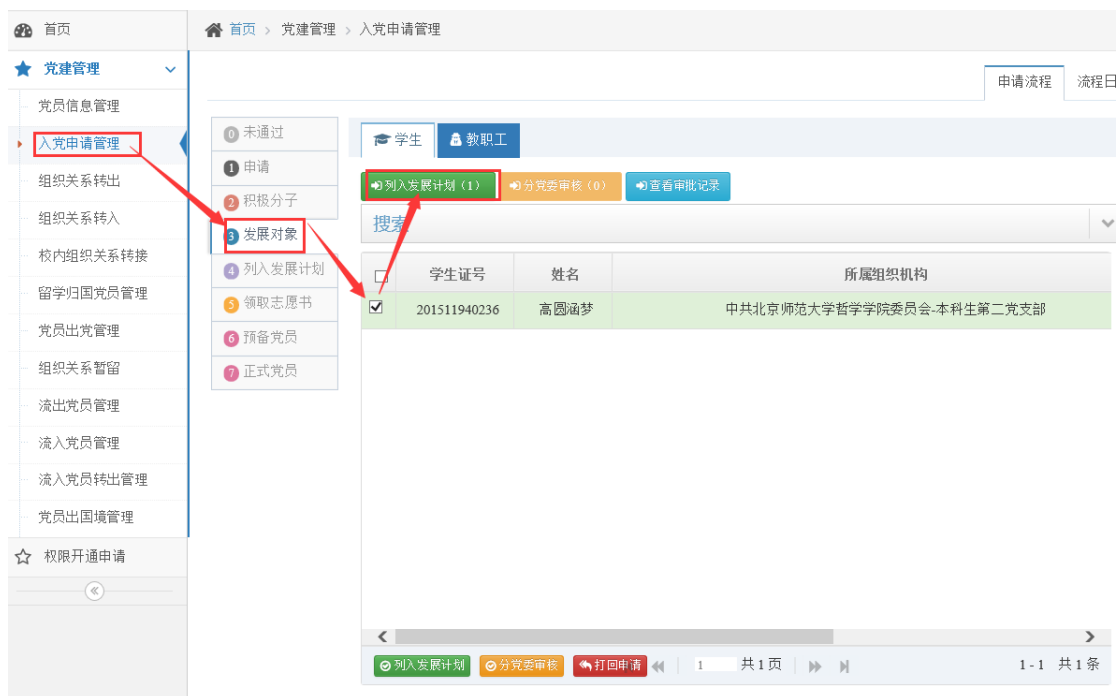 首页
首页 > 党建管理 > 入党申请管理
党建管理
申请流程
流程日
党员信息管理
入党申请管理
组织关系转出
组织关系转入
校内组织关系转接
留学归国党员管理
党员出党管理
组织关系暂留
流出党员管理
流入党员管理
流入党员转出管理
党员出国境管理
权限开通申请
0 未通过
1 申请
2 积极分子
3 发展对象
4 列入发展计划
5 领取志愿书
6 预备党员
7 正式党员
学生
教职工
列入发展计划（1）
分党委审核（0）
查看审批记录
搜索
学生证号 姓名 所属组织机构
201511940236 高圆涵梦 中共北京师范大学哲学学院委员会-本科生第二党支部
列入发展计划
分党委审核
打回申请
1 共1页
1-1 共1条